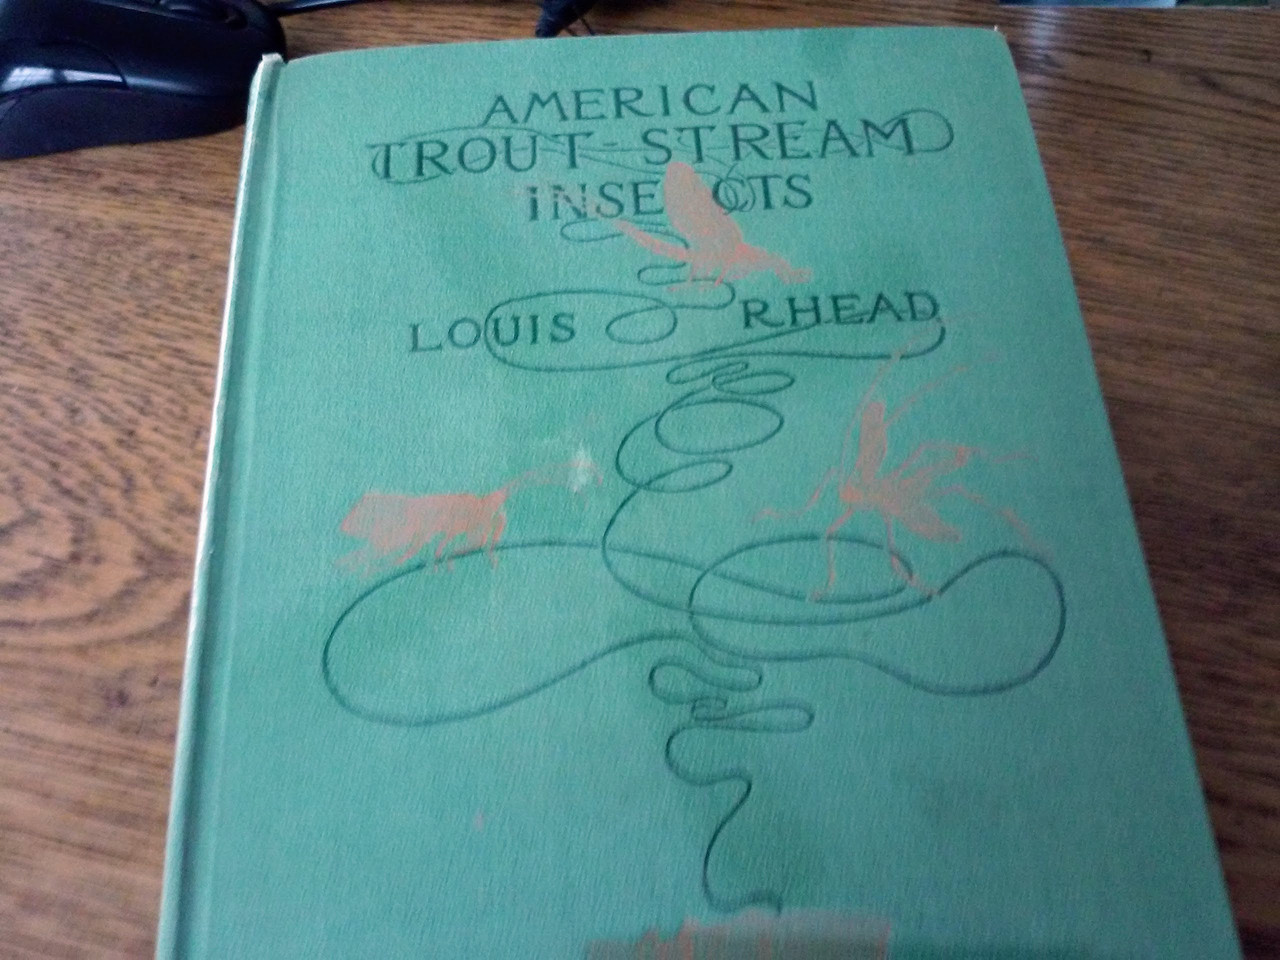 AMERICAN
TROUT-STREAM
INSECTS
LOUIS RHEAD